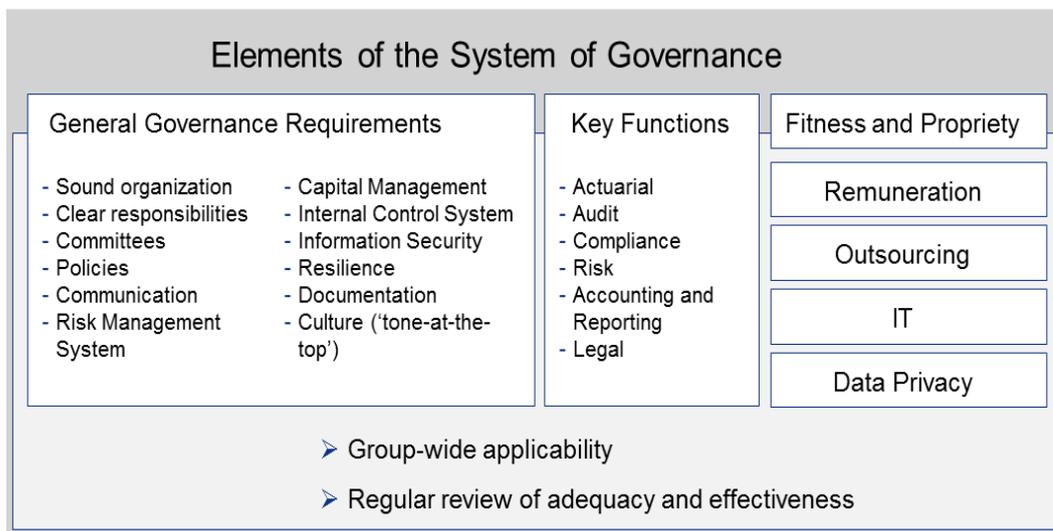 Elements of the System of Governance
General Governance Requirements
- Sound organization
- Clear responsibilities
- Committees
- Policies
- Communication
- Risk Management
System
- Capital Management
- Internal Control System
- Information Security
- Resilience
- Documentation
- Culture (‘tone-at-the-
top’)
Key Functions
- Actuarial
- Audit
- Compliance
- Risk
- Accounting and
Reporting
- Legal
Fitness and Propriety
Remuneration
Outsourcing
IT
Data Privacy
➢ Group-wide applicability
➢ Regular review of adequacy and effectiveness